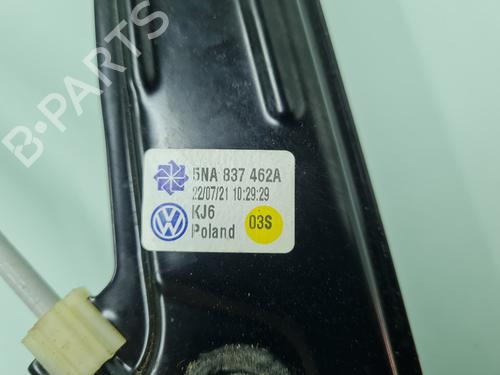 B-PARTS
5NA 837 462A
22/07/21 10:29:29
KJ6
Poland
03S